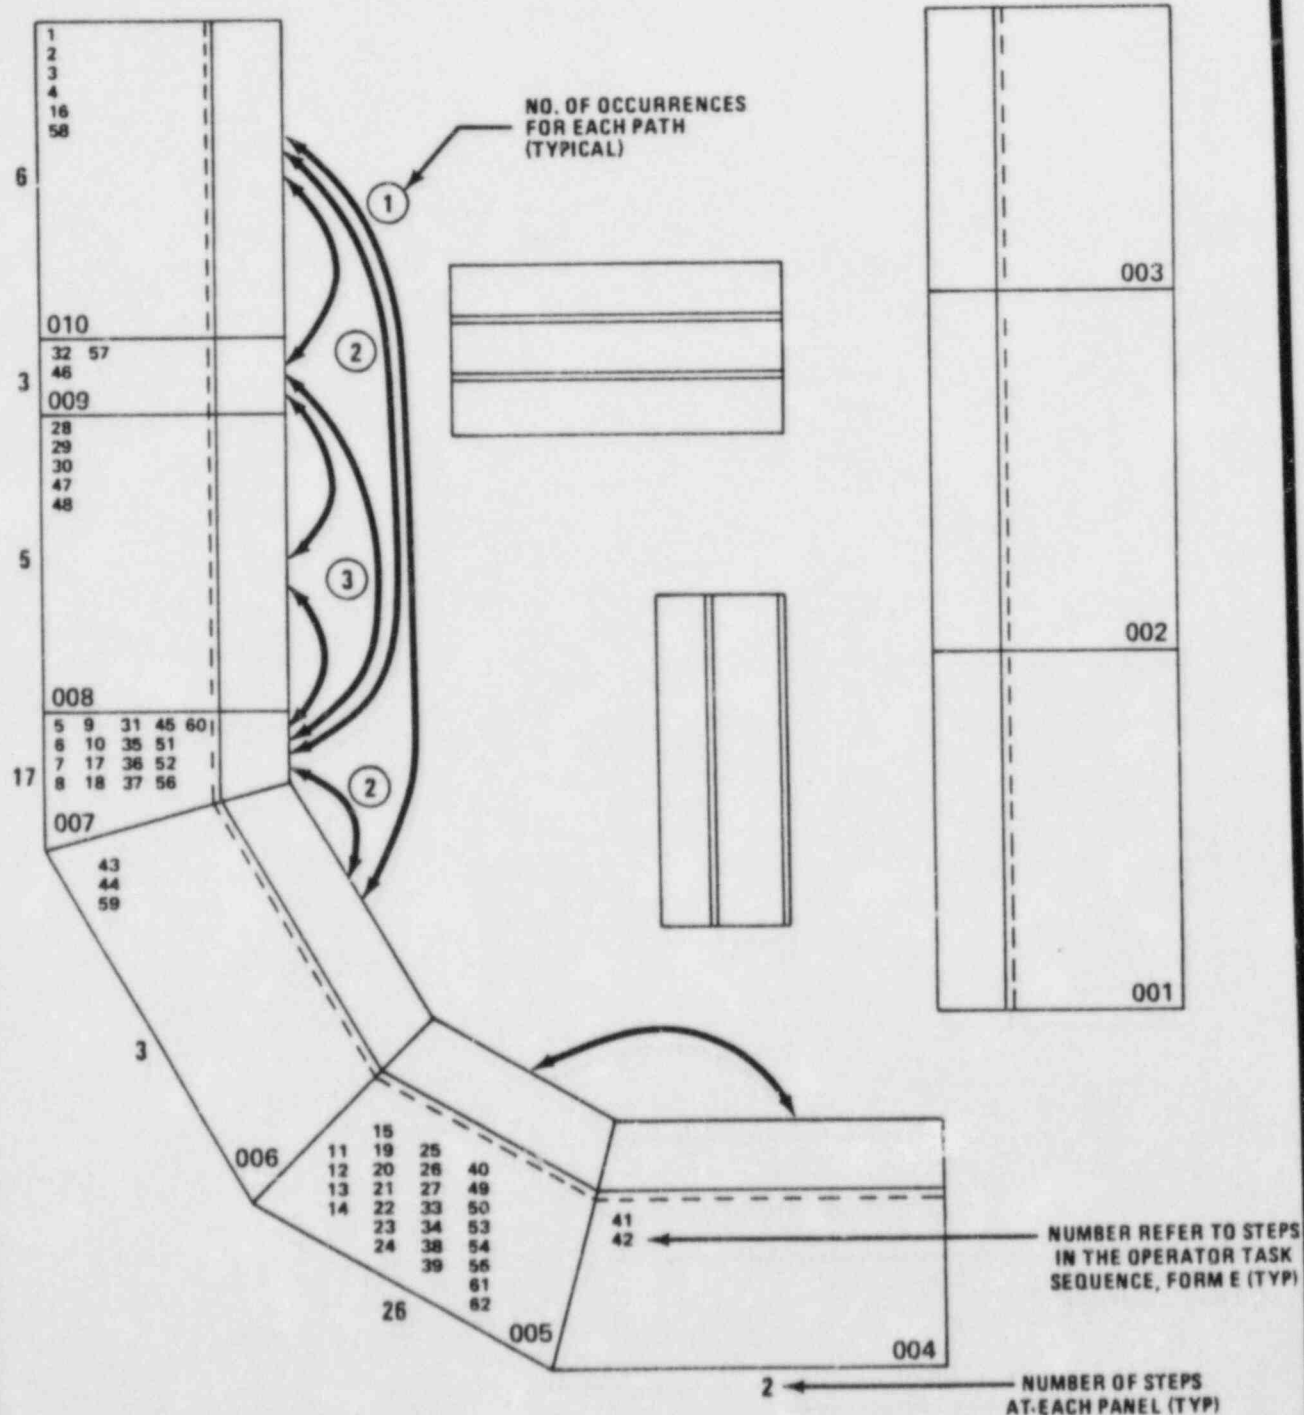 1
2
3
4
16
58
6
010
NO. OF OCCURRENCES
FOR EACH PATH
(TYPICAL)
1
2
3
2
32 57
46
3
009
28
29
30
47
48
5
008
5 9 31 45 60
6 10 35 51
7 17 36 52
8 18 37 56
17
007
43
44
59
3
006
15
11 19 25
12 20 26 40
13 21 27 49
14 22 33 50
23 34 53
24 38 54
39 55
61
62
26
005
41
42
NUMBER REFER TO STEPS
IN THE OPERATOR TASK
SEQUENCE, FORM E (TYP)
004
2
NUMBER OF STEPS
AT EACH PANEL (TYP)
003
002
001